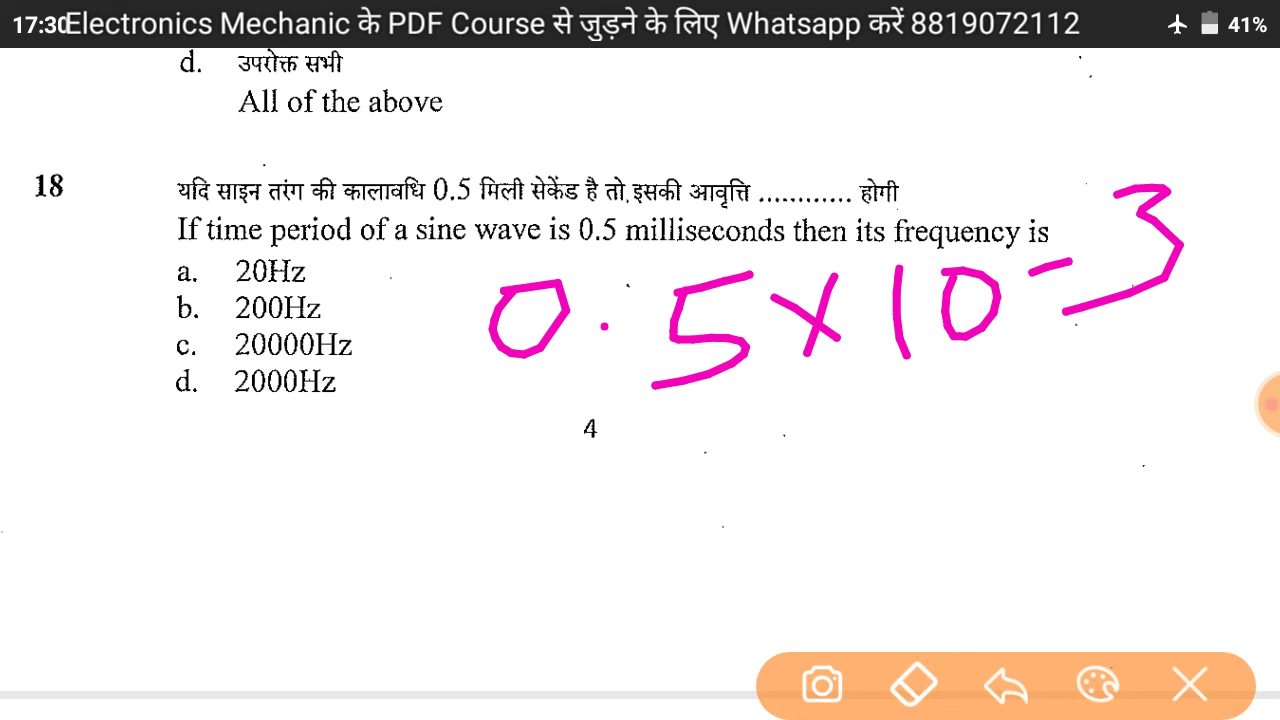 17:30Electronics Mechanic के PDF Course से जुड़ने के लिए Whatsapp करें 8819072112 41%
d. उपरोक्त सभी
All of the above
18 यदि साइन तरंग की कालावधि 0.5 मिली सेकेंड है तो इसकी आवृत्ति ............ होगी
If time period of a sine wave is 0.5 milliseconds then its frequency is
a. 20Hz
b. 200Hz
c. 20000Hz
d. 2000Hz
0.5×10-3
4